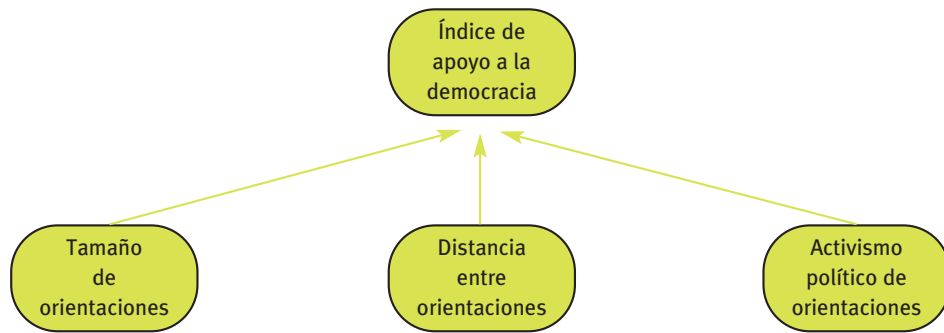 Índice de
apoyo a la
democracia
Tamaño
de
orientaciones
Distancia
entre
orientaciones
Activismo
político de
orientaciones